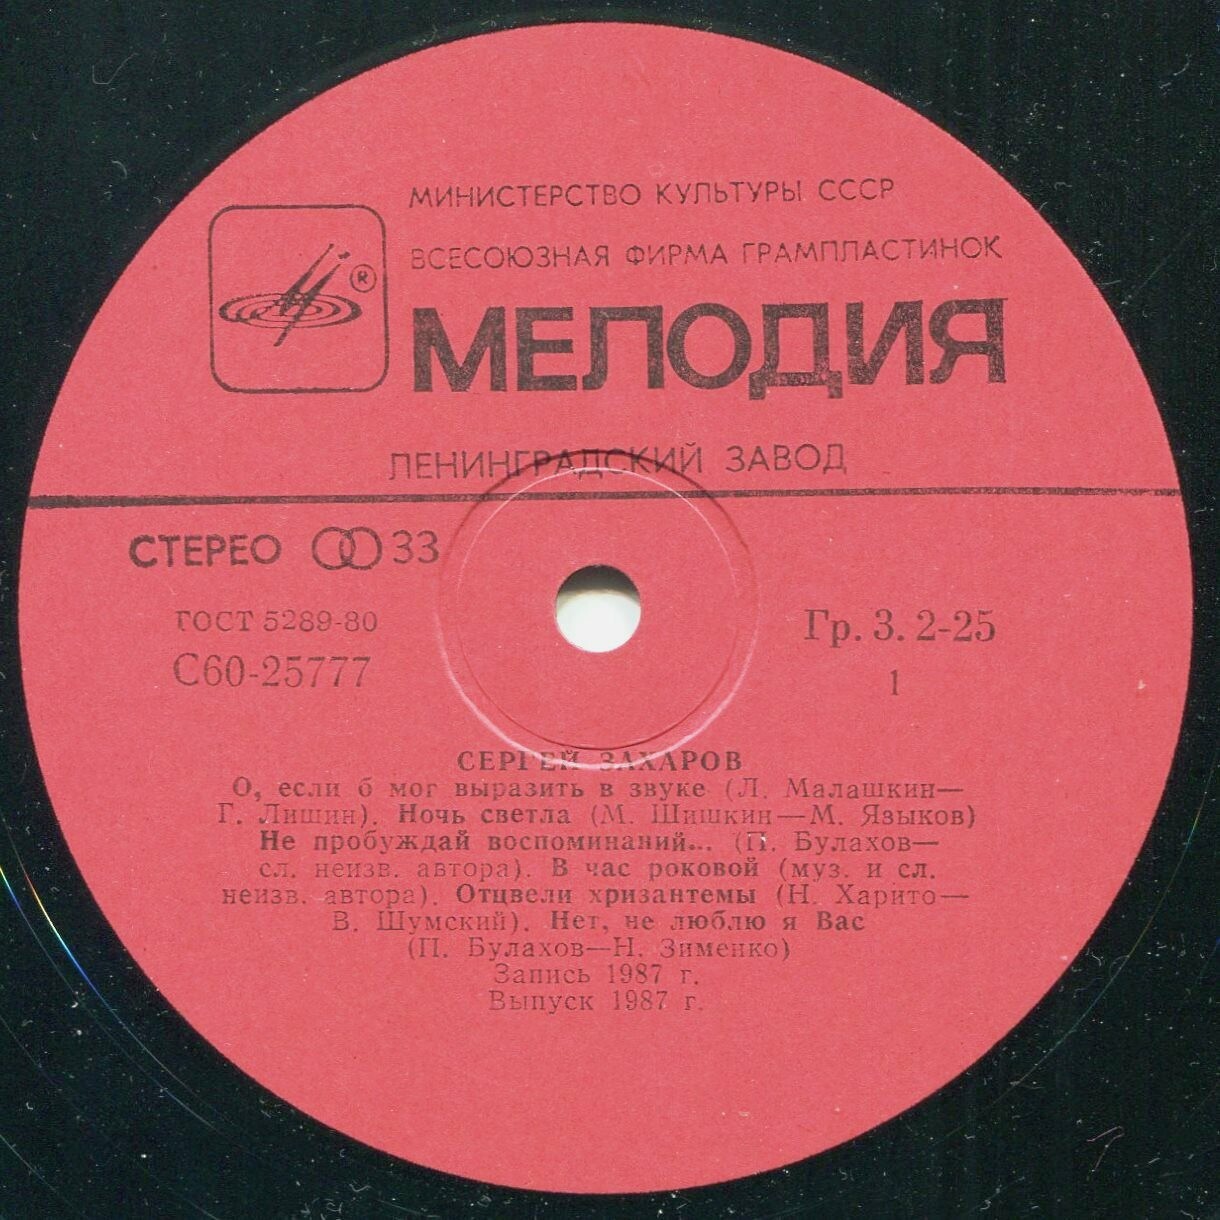 МИНИСТЕРСТВО КУЛЬТУРЫ СССР
ВСЕСОЮЗНАЯ ФИРМА ГРАМПЛАСТИНОК
®
МЕЛОДИЯ
ЛЕНИНГРАДСКИЙ ЗАВОД
СТЕРЕО 33
ГОСТ 5289-80
С60-25777
Гр. 3. 2-25
1
СЕРГЕЙ ЗАХАРОВ
О, если б мог выразить в звуке (Л. Малашкин—
Г. Лишин). Ночь светла (М. Шишкин—М. Языков)
Не пробуждай воспоминаний... (П. Булахов—
сл. неизв. автора). В час роковой (муз. и сл.
неизв. автора). Отцвели хризантемы (Н. Харито—
В. Шумский). Нет, не люблю я Вас
(П. Булахов—Н. Зименко)
Запись 1987 г.
Выпуск 1987 г.